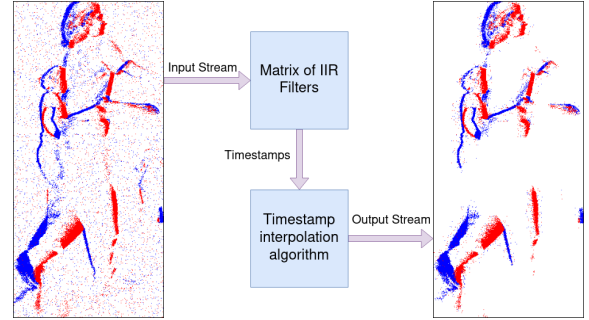 Input Stream
Matrix of IIR
Filters
Timestamps
Timestamp
interpolation
algorithm
Output Stream